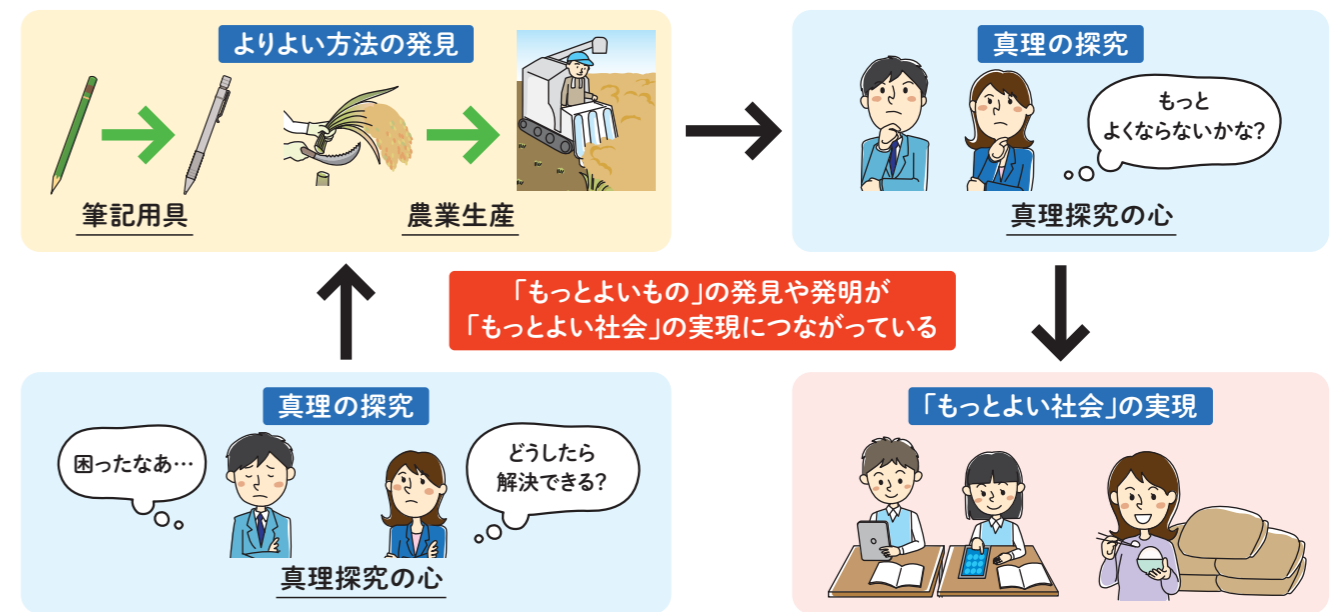 よりよい方法の発見
筆記用具
農業生産
真理の探究
もっと
よくならないかな?
真理探究の心
「もっとよいもの」の発見や発明が
「もっとよい社会」の実現につながっている
真理の探究
困ったなあ…
どうしたら
解決できる?
真理探究の心
「もっとよい社会」の実現